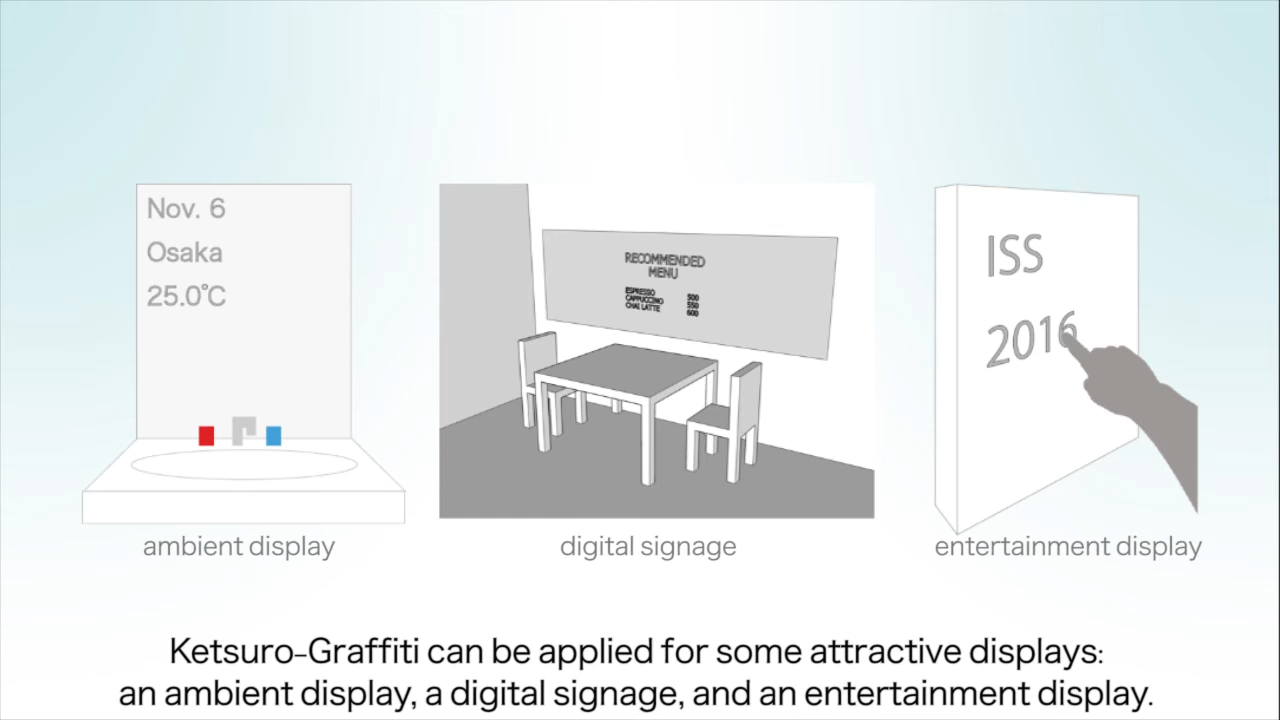 Nov. 6
Osaka
25.0℃
RECOMMENDED
MENU
ESPRESSO 500
CAPPUCCINO 550
CHAI LATTE 600
ISS
2016
ambient display
digital signage
entertainment display
Ketsuro-Graffiti can be applied for some attractive displays:
an ambient display, a digital signage, and an entertainment display.